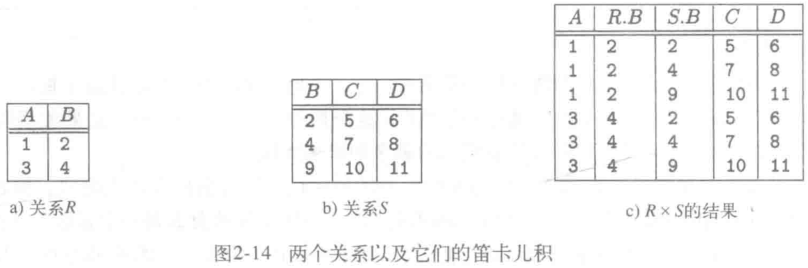 A R.B S.B C D
1 2 2 5 6
1 2 4 7 8
1 2 9 10 11
3 4 2 5 6
3 4 4 7 8
3 4 9 10 11
B C D
2 5 6
4 7 8
9 10 11
A B
1 2
3 4
a) 关系R
b) 关系S
c) R×S的结果
图2-14 两个关系以及它们的笛卡儿积